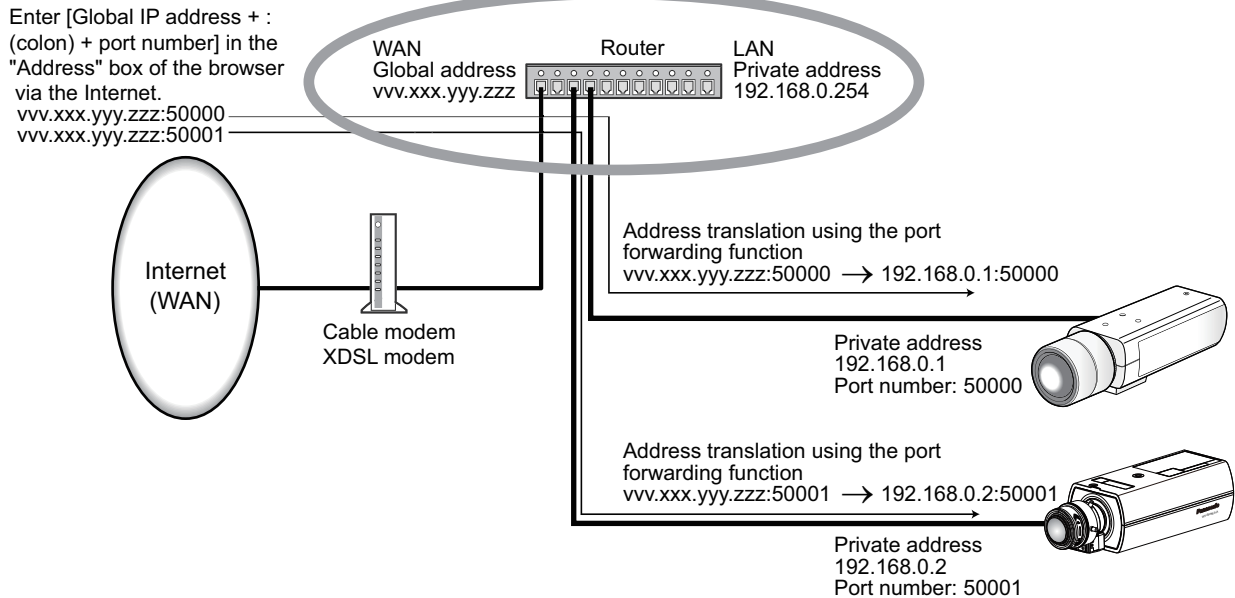 Enter [Global IP address + :
(colon) + port number] in the
"Address" box of the browser
via the Internet.
vvv.xxx.yyy.zzz:50000
vvv.xxx.yyy.zzz:50001
WAN
Global address
vvv.xxx.yyy.zzz
Router
LAN
Private address
192.168.0.254
Internet
(WAN)
Cable modem
XDSL modem
Address translation using the port
forwarding function
vvv.xxx.yyy.zzz:50000 → 192.168.0.1:50000
Private address
192.168.0.1
Port number: 50000
Address translation using the port
forwarding function
vvv.xxx.yyy.zzz:50001 → 192.168.0.2:50001
Panasonic
Private address
192.168.0.2
Port number: 50001